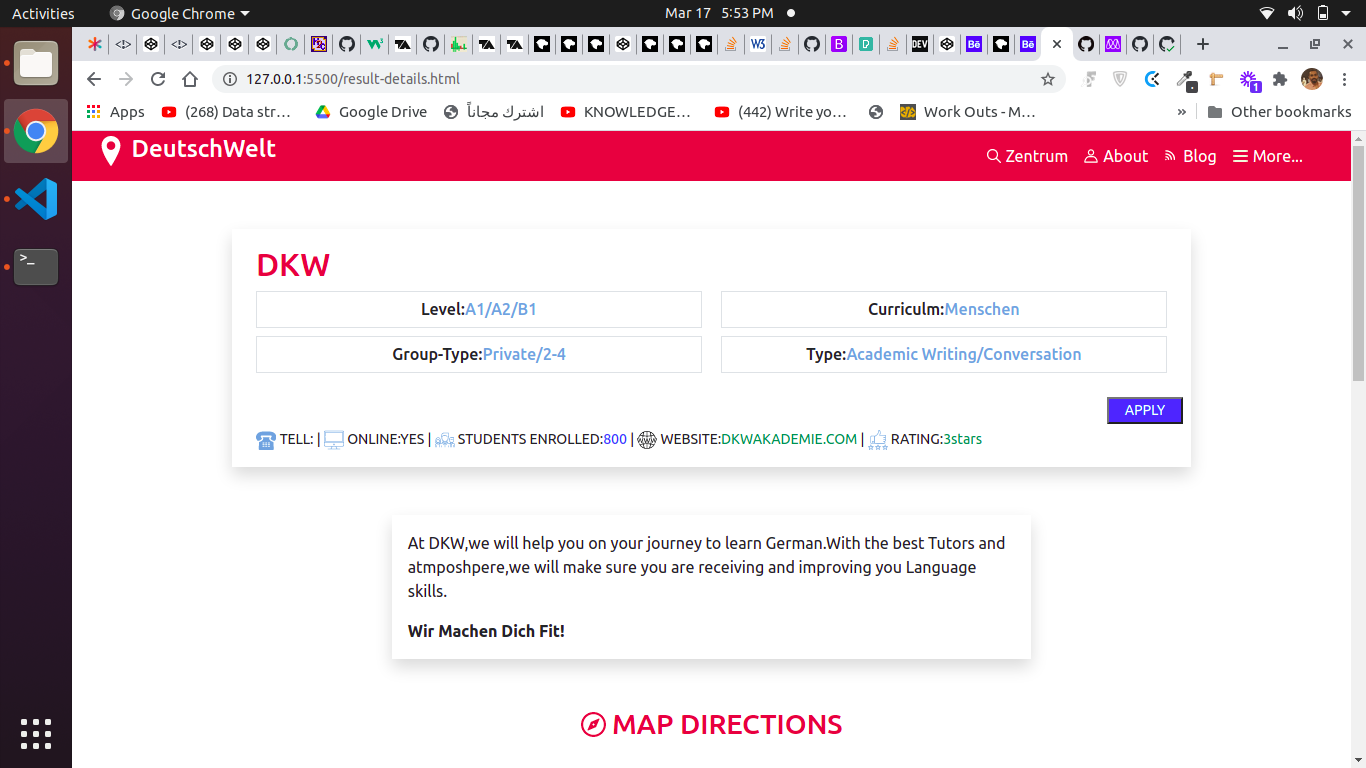 Activities Google Chrome Mar 17 5:53 PM
127.0.0.1:5500/result-details.html
Apps (268) Data str… Google Drive اشترك مجاناً KNOWLEDGE… (442) Write yo… Work Outs - M… » Other bookmarks
DeutschWelt Zentrum About Blog More...
DKW
Level:A1/A2/B1 Curriculm:Menschen
Group-Type:Private/2-4 Type:Academic Writing/Conversation
APPLY
TELL: | ONLINE:YES | STUDENTS ENROLLED:800 | WEBSITE:DKWAKADEMIE.COM | RATING:3stars
At DKW,we will help you on your journey to learn German.With the best Tutors and
atmposhpere,we will make sure you are receiving and improving you Language
skills.
Wir Machen Dich Fit!
MAP DIRECTIONS